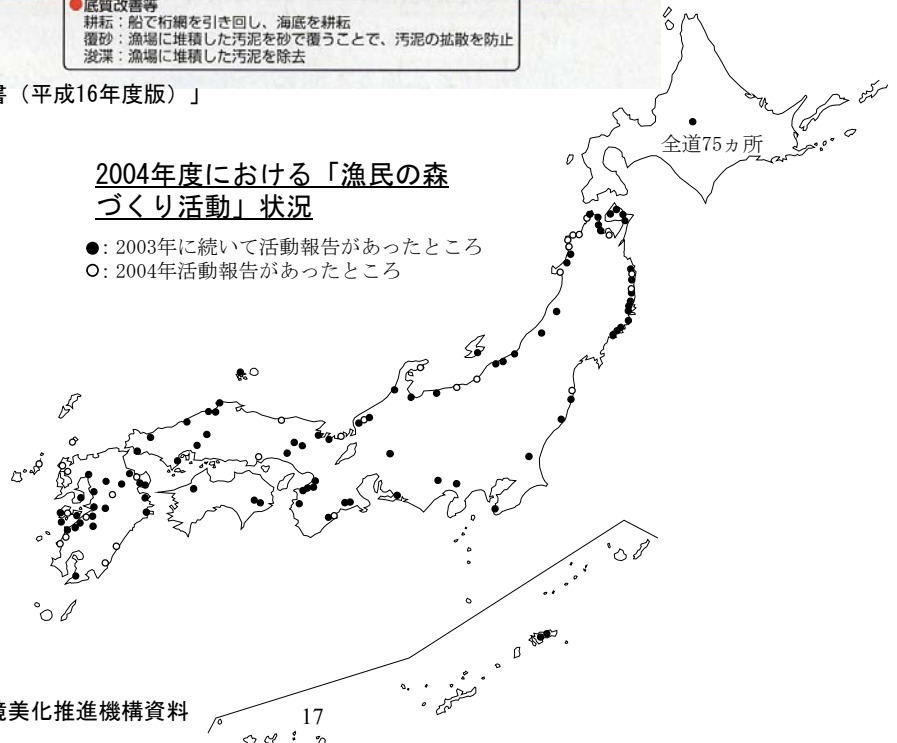 ●底質改善等
耕耘：船で桁網を引き回し、海底を耕耘
覆砂：漁場に堆積した汚泥を砂で覆うことで、汚泥の拡散を防止
浚渫：漁場に堆積した汚泥を除去
書（平成16年度版）」
全道75ヵ所
2004年度における「漁民の森
づくり活動」状況
●：2003年に続いて活動報告があったところ
○：2004年活動報告があったところ
境美化推進機構資料
17